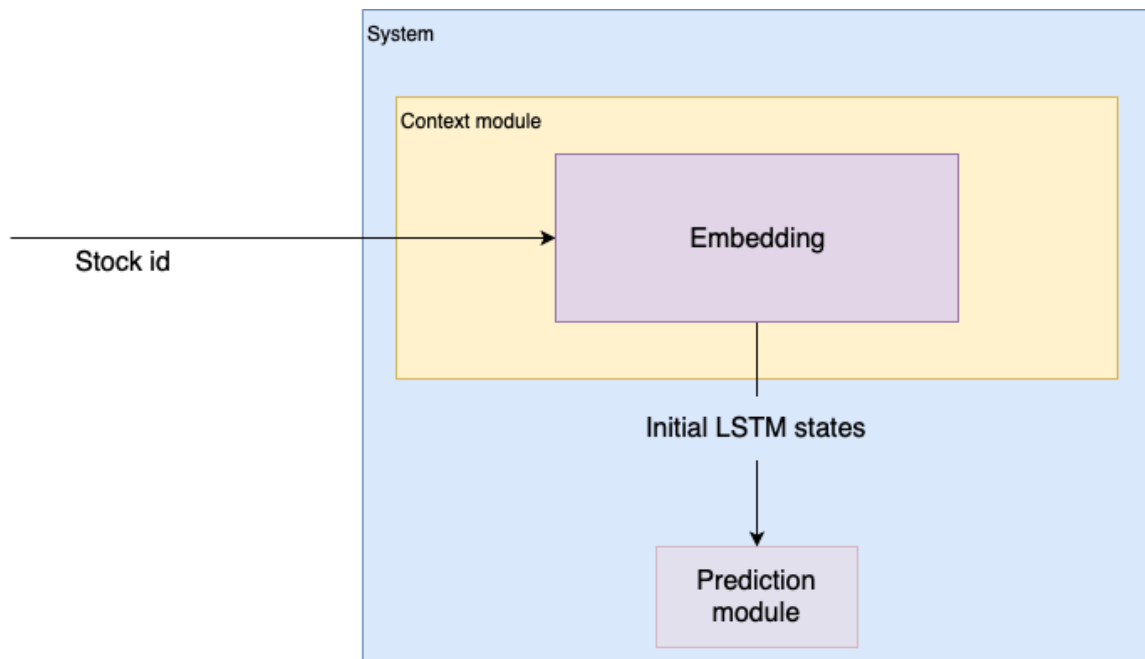 System
Context module
Embedding
Stock id
Initial LSTM states
Prediction
module